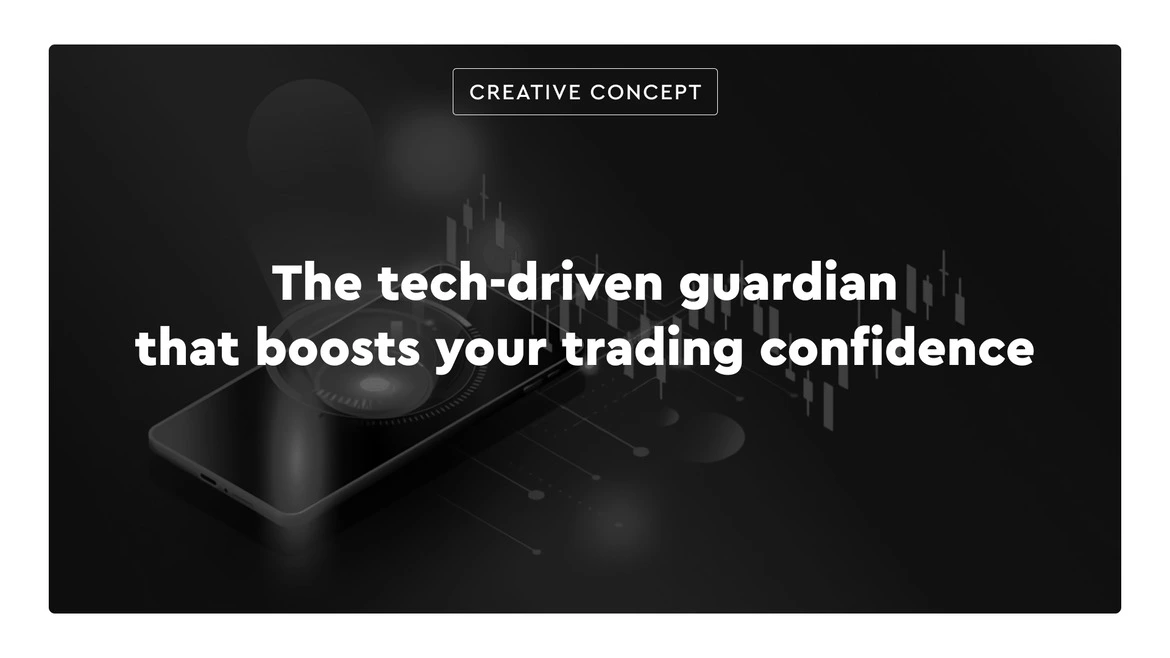 CREATIVE CONCEPT
The tech-driven guardian
that boosts your trading confidence